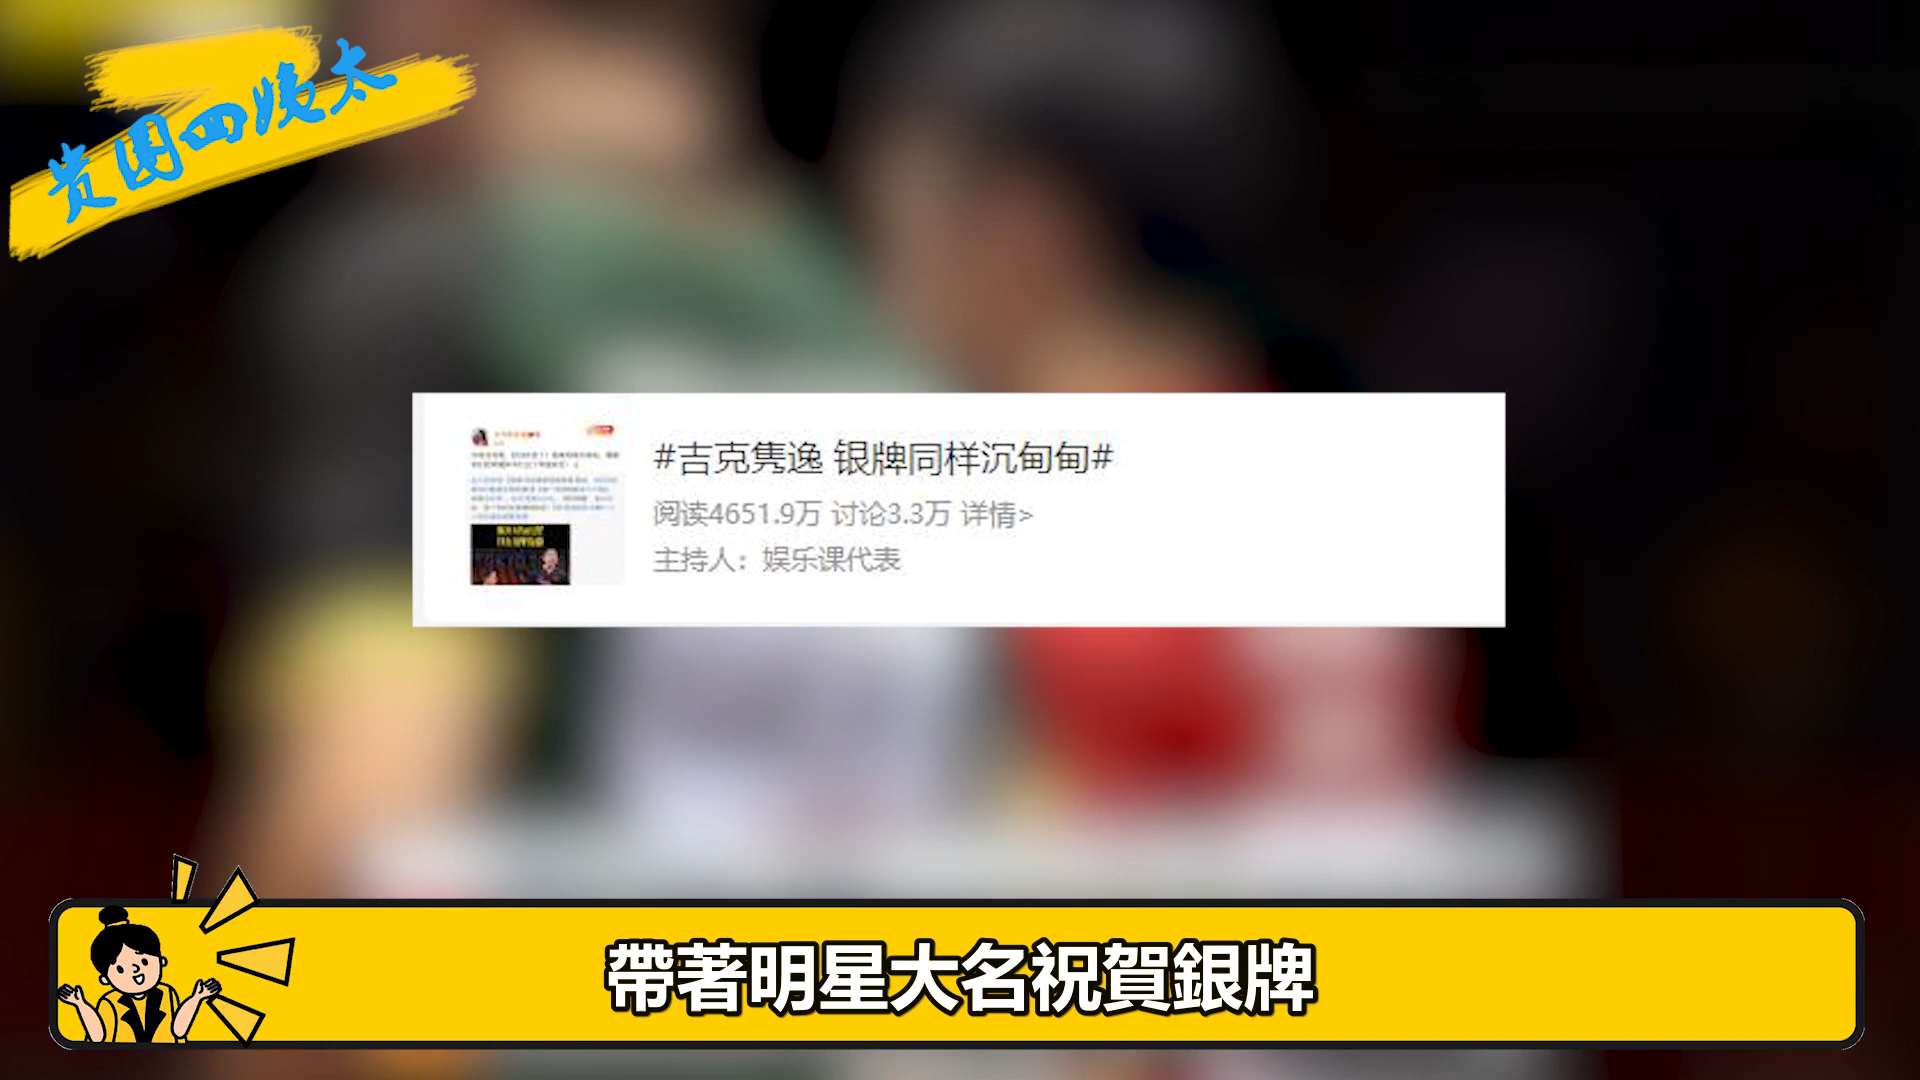 贵圈四姨太
#吉克隽逸 银牌同样沉甸甸#
阅读4651.9万 讨论3.3万 详情>
主持人：娱乐课代表
帶著明星大名祝賀銀牌